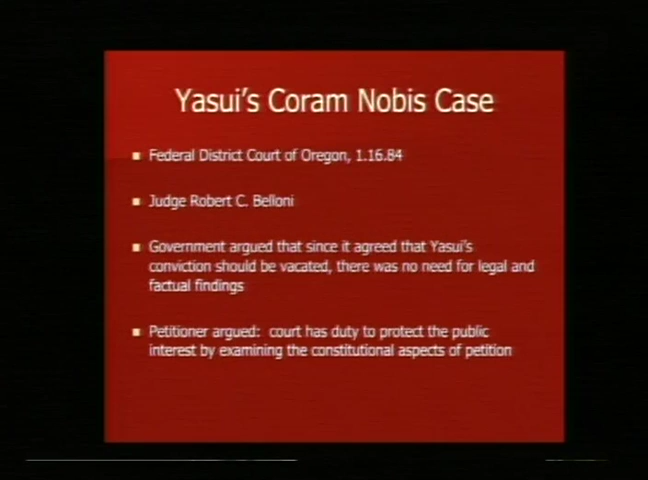 Yasui's Coram Nobis Case
Federal District Court of Oregon, 1.16.84
Judge Robert C. Belloni
Government argued that since it agreed that Yasui's
conviction should be vacated, there was no need for legal and
factual findings
Petitioner argued: court has duty to protect the public
interest by examining the constitutional aspects of petition